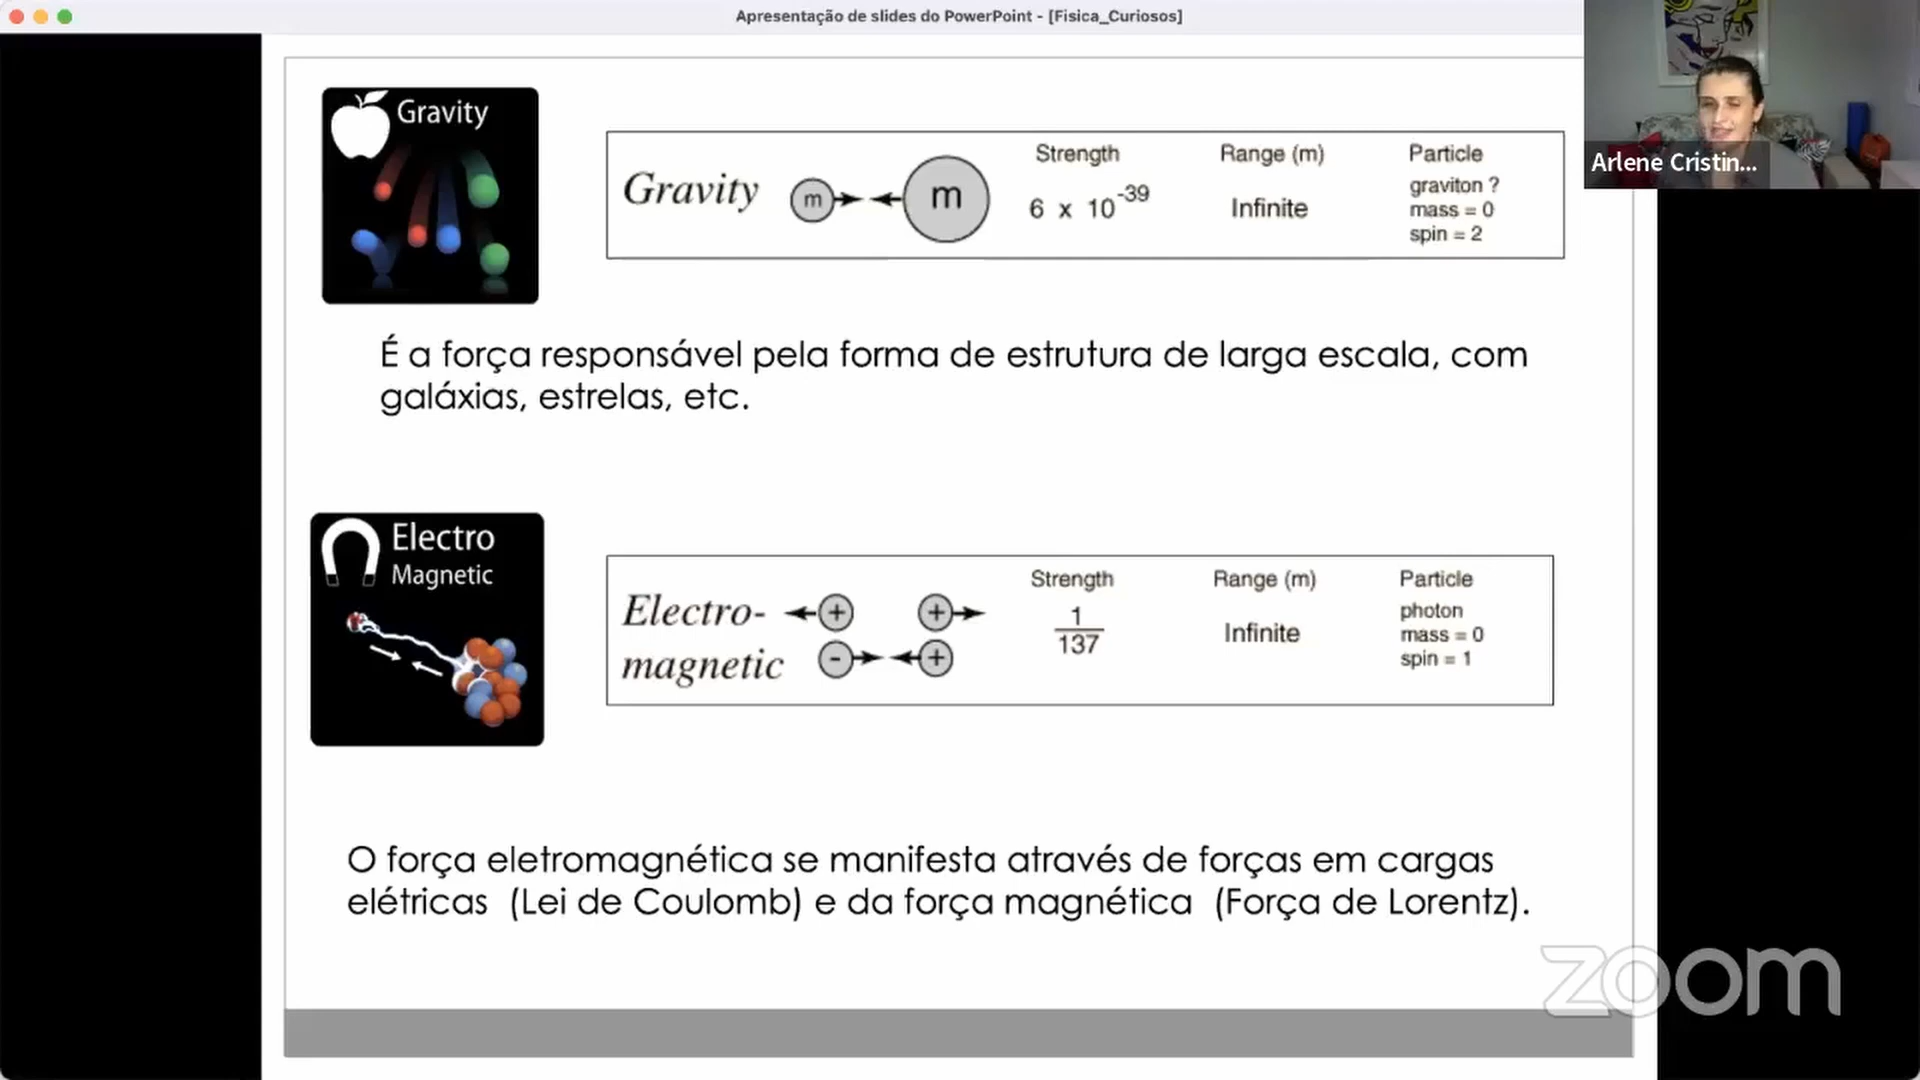 Apresentação de slides do PowerPoint - [Fisica_Curiosos]
Arlene Cristin...
Gravity
Gravity
m
m
Strength
Range (m)
Particle
6 x 10-39
Infinite
graviton ?
mass = 0
spin = 2
É a força responsável pela forma de estrutura de larga escala, com
galáxias, estrelas, etc.
Electro
Magnetic
Electro-
magnetic
+ +
- +
Strength
Range (m)
Particle
1
137
Infinite
photon
mass = 0
spin = 1
O força eletromagnética se manifesta através de forças em cargas
elétricas (Lei de Coulomb) e da força magnética (Força de Lorentz).
zoom